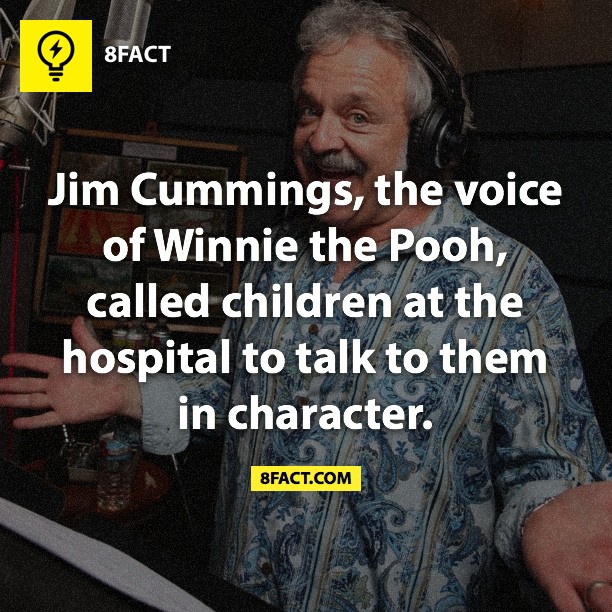 8FACT
Jim Cummings, the voice
of Winnie the Pooh,
called children at the
hospital to talk to them
in character.
8FACT.COM